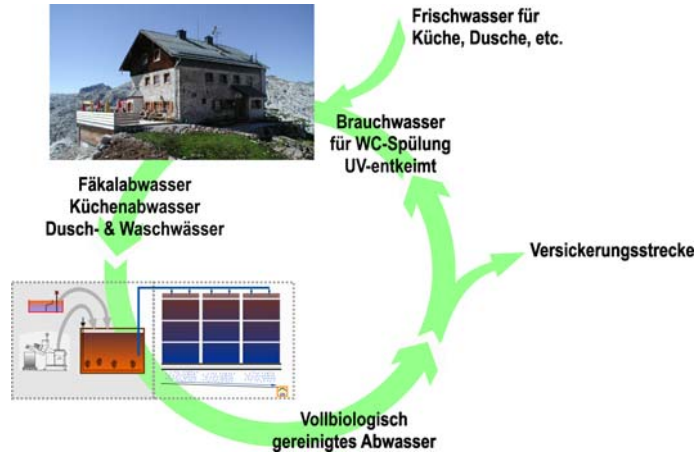 Frischwasser für
Küche, Dusche, etc.
Brauchwasser
für WC-Spülung
UV-entkeimt
Fäkalabwasser
Küchenabwasser
Dusch- & Waschwässer
Versickerungsstrecke
Vollbiologisch
gereinigtes Abwasser